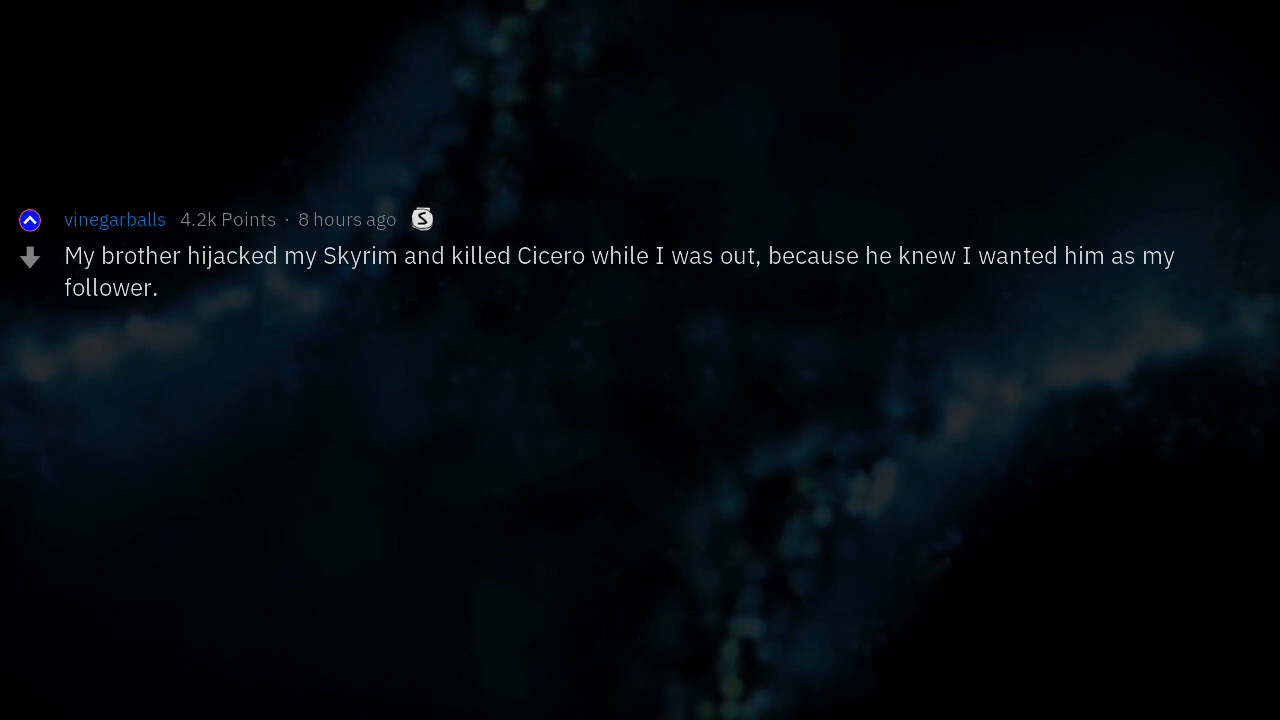 vinegarballs 4.2k Points · 8 hours ago S
My brother hijacked my Skyrim and killed Cicero while I was out, because he knew I wanted him as my
follower.